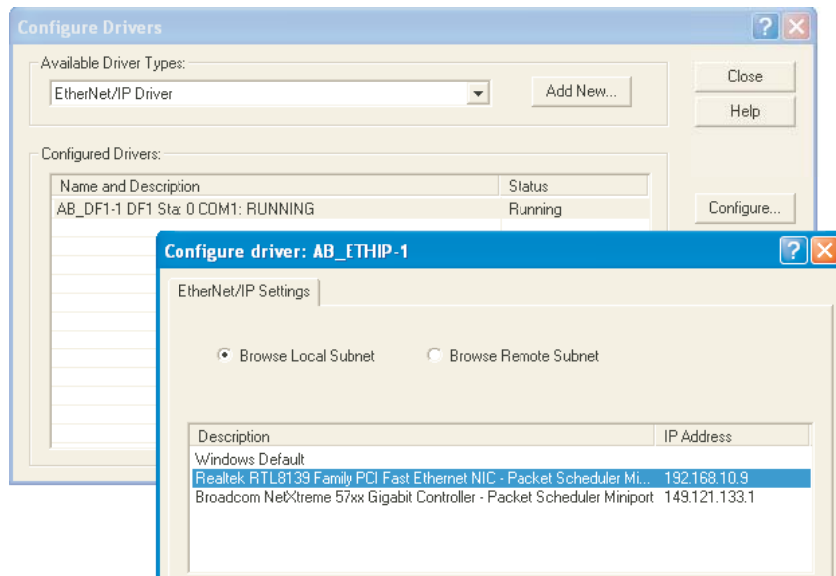 Configure Drivers
Available Driver Types:
EtherNet/IP Driver
Add New...
Close
Help
Configured Drivers:
Name and Description Status
AB_DF1-1 DF1 Sta: 0 COM1: RUNNING Running
Configure...
Configure driver: AB_ETHIP-1
EtherNet/IP Settings
Browse Local Subnet Browse Remote Subnet
Description IP Address
Windows Default
Realtek RTL8139 Family PCI Fast Ethernet NIC - Packet Scheduler Mi... 192.168.10.9
Broadcom NetXtreme 57xx Gigabit Controller - Packet Scheduler Miniport 149.121.133.1